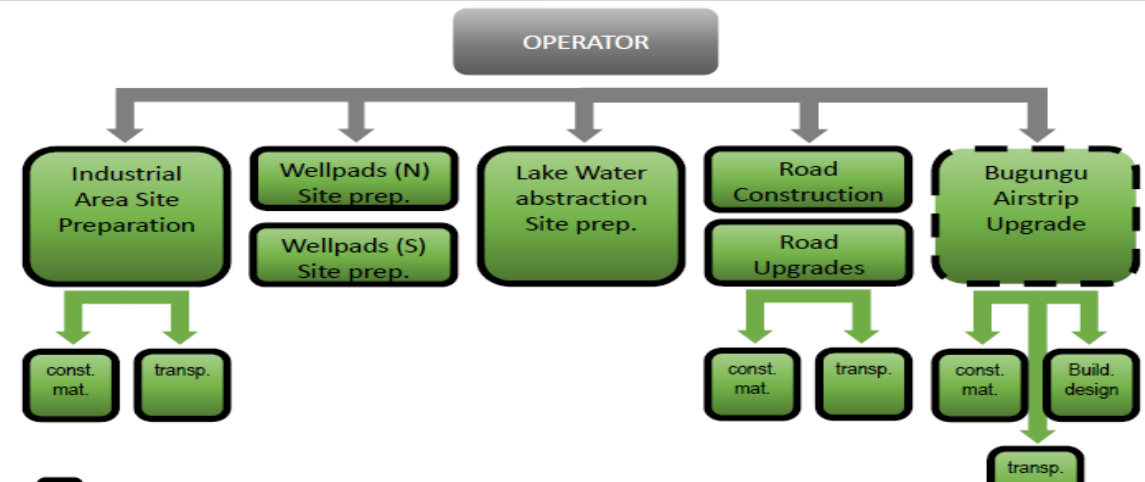 OPERATOR
Industrial
Area Site
Preparation
Wellpads (N)
Site prep.
Wellpads (S)
Site prep.
Lake Water
abstraction
Site prep.
Road
Construction
Road
Upgrades
Bugungu
Airstrip
Upgrade
const.
mat.
transp.
const.
mat.
transp.
const.
mat.
Build.
design
transp.